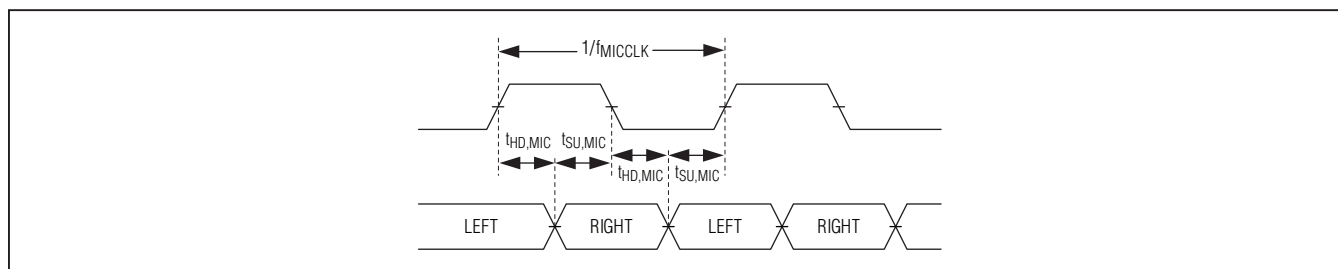 1/fMICCLK
tHD,MIC tSU,MIC
tHD,MIC tSU,MIC
LEFT RIGHT LEFT RIGHT